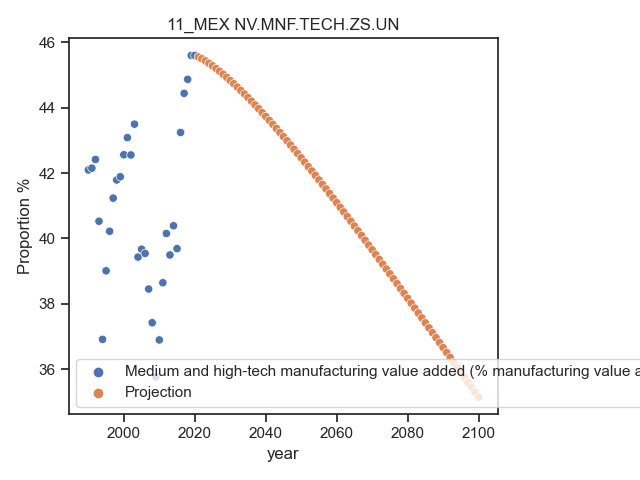 11_MEX NV.MNF.TECH.ZS.UN
46
44
42
40
38
36
Proportion %
Medium and high-tech manufacturing value added (% manufacturing value
Projection
2000
2020
2040
2060
2080
2100
year